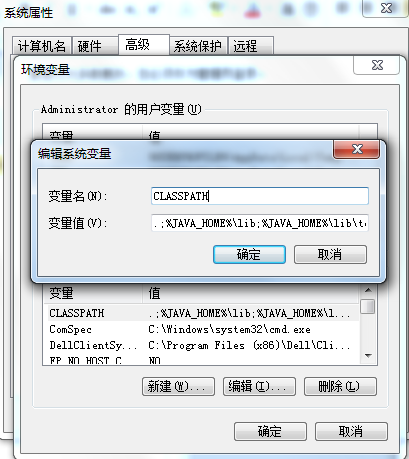 系统属性
计算机名 硬件 高级 系统保护 远程
环境变量
Administrator 的用户变量(U)
变量 值
编辑系统变量
变量名(N): CLASSPATH
变量值(V): .;%JAVA_HOME%\lib;%JAVA_HOME%\lib\t
确定 取消
变量 值
CLASSPATH .;%JAVA_HOME%\lib;%JAVA_HOME%\l...
ComSpec C:\Windows\system32\cmd.exe
DellClientSy... C:\Program Files (x86)\Dell\Cli...
FP_NO_HOST_C... NO
新建(W)... 编辑(I)... 删除(L)
确定 取消